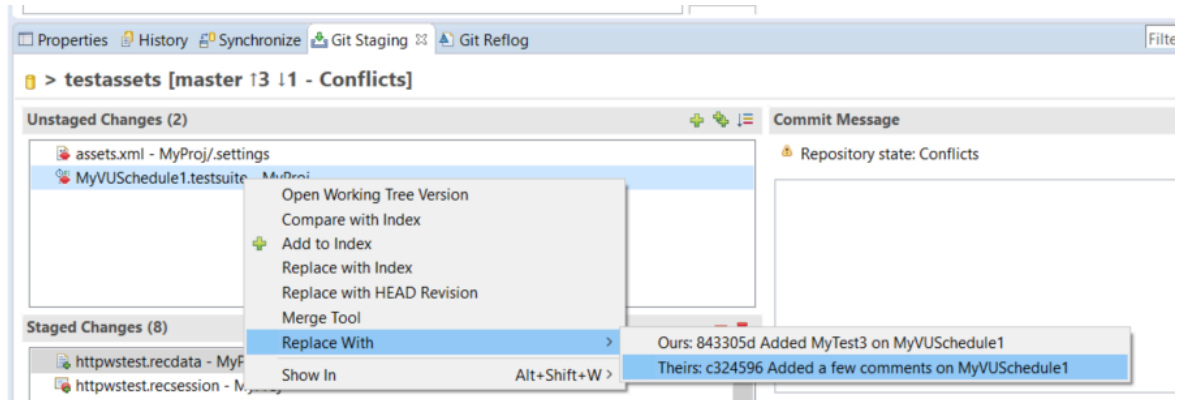 Properties History Synchronize Git Staging Git Reflog Filte
> testassets [master ↑3 ↓1 - Conflicts]
Unstaged Changes (2)
assets.xml - MyProj/.settings
MyVUSchedule1.testsuite - MyProj
Open Working Tree Version
Compare with Index
Add to Index
Replace with Index
Replace with HEAD Revision
Merge Tool
Replace With >
Show In Alt+Shift+W >
Ours: 843305d Added MyTest3 on MyVUSchedule1
Theirs: c324596 Added a few comments on MyVUSchedule1
Staged Changes (8)
httpwstest.recdata - MyP
httpwstest.recsession - M
Commit Message
Repository state: Conflicts